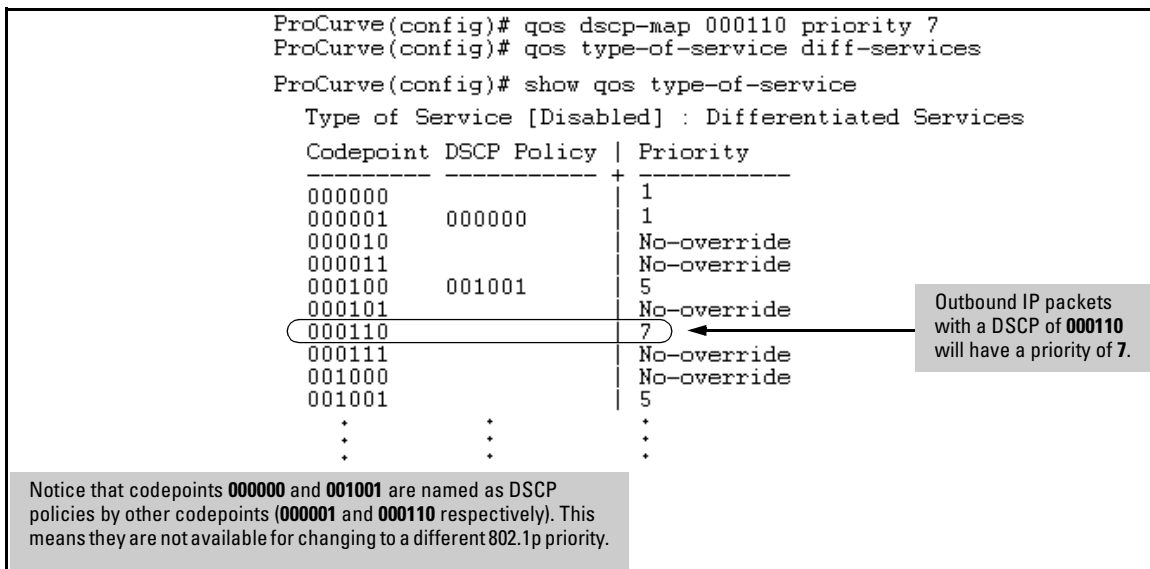 ProCurve(config)# qos dscp-map 000110 priority 7
ProCurve(config)# qos type-of-service diff-services
ProCurve(config)# show qos type-of-service
Type of Service [Disabled] : Differentiated Services
Codepoint DSCP Policy | Priority
--------- ----------- + -----------
000000 | 1
000001 000000 | 1
000010 | No-override
000011 | No-override
000100 001001 | 5
000101 | No-override
000110 | 7
000111 | No-override
001000 | No-override
001001 | 5
. . .
. . .
. . .
Outbound IP packets
with a DSCP of 000110
will have a priority of 7.
Notice that codepoints 000000 and 001001 are named as DSCP
policies by other codepoints (000001 and 000110 respectively). This
means they are not available for changing to a different 802.1p priority.